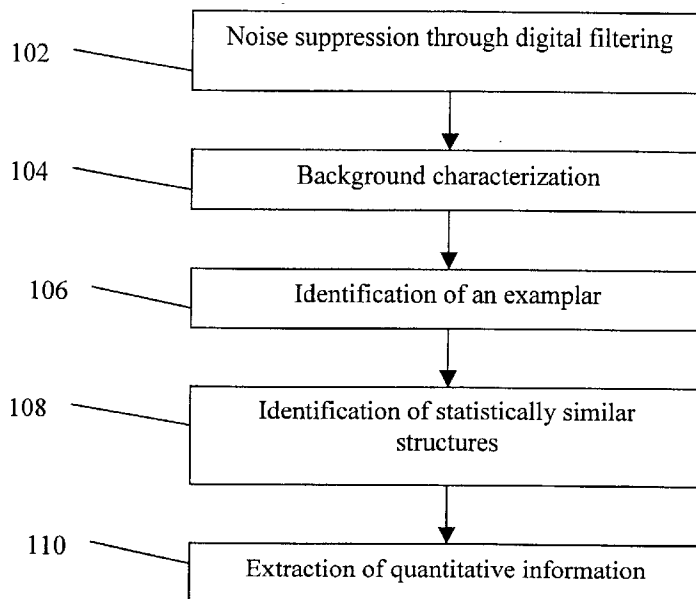 102
Noise suppression through digital filtering
104
Background characterization
106
Identification of an examplar
108
Identification of statistically similar
structures
110
Extraction of quantitative information